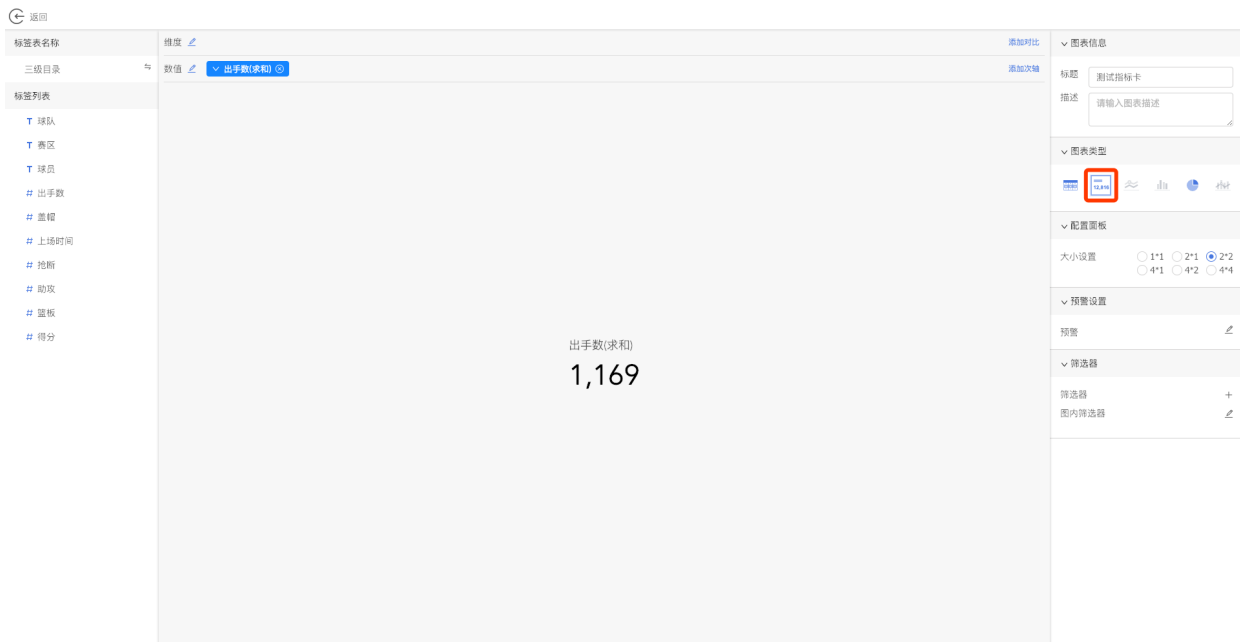 返回
标签表名称
三级目录
标签列表
T 球队
T 赛区
T 球员
# 出手数
# 盖帽
# 上场时间
# 抢断
# 助攻
# 篮板
# 得分
维度
添加对比
数值 出手数(求和)
添加次轴
出手数(求和)
1,169
图表信息
标题 测试指标卡
描述 请输入图表描述
图表类型
12,816
配置面板
大小设置 1*1 2*1 2*2
4*1 4*2 4*4
预警设置
预警
筛选器
筛选器
图内筛选器